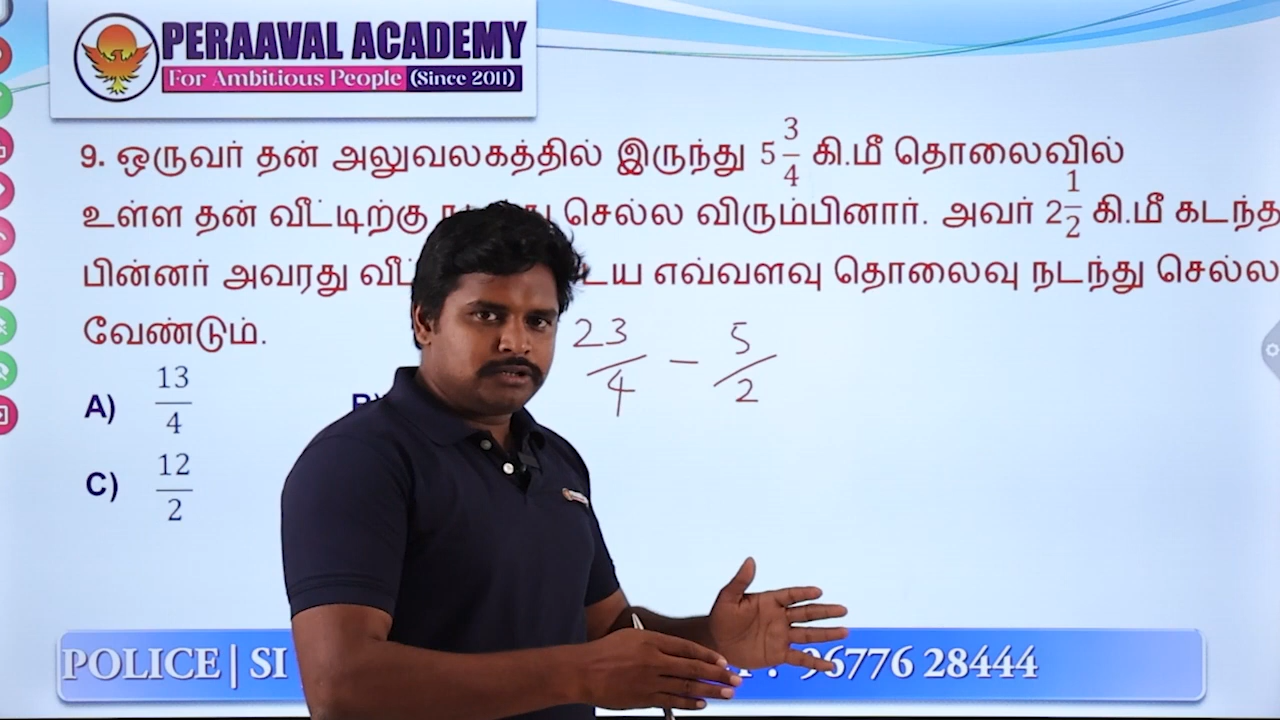 PERAAVAL ACADEMY
For Ambitious People (Since 2011)
9. ஒருவர் தன் அலுவலகத்தில் இருந்து 5 3/4 கி.மீ தொலைவில்
உள்ள தன் வீட்டிற்கு செல்ல விரும்பினார். அவர் 2 1/2 கி.மீ கடந்த
பின்னர் அவரது எவ்வளவு தொலைவு நடந்து செல்ல
வேண்டும்.
23/4 - 5/2
A) 13/4
C) 12/2
POLICE | SI 96776 28444